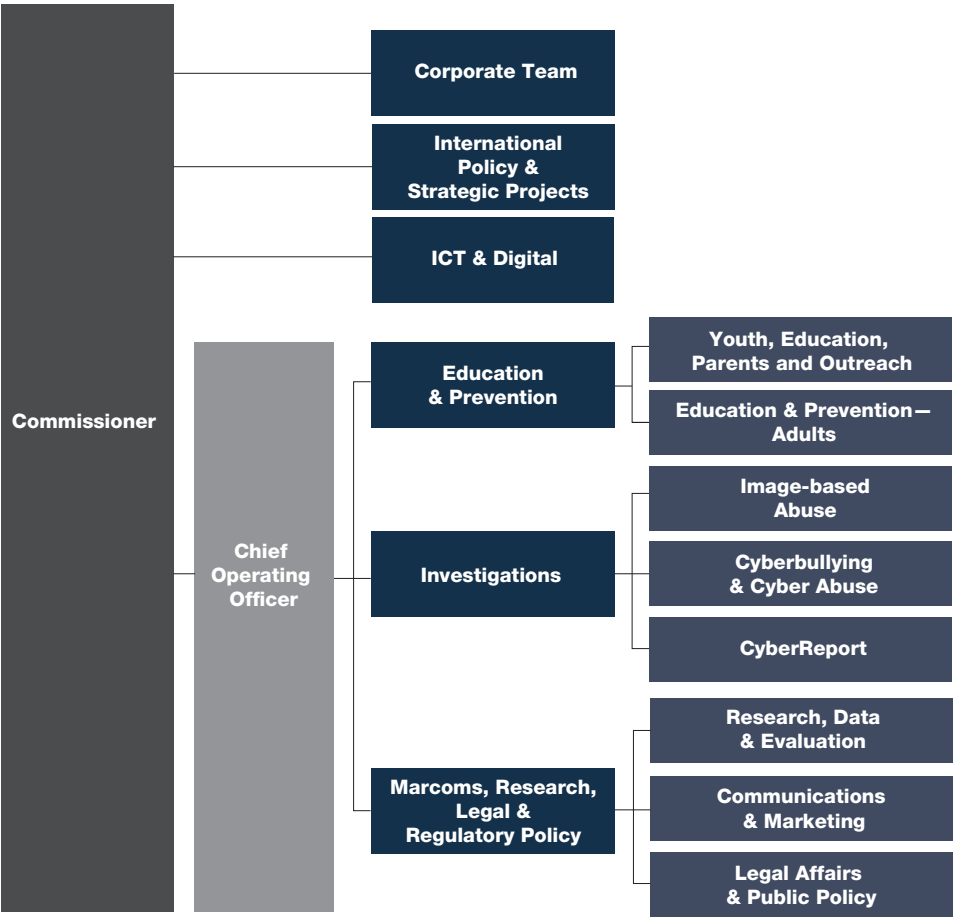 Commissioner
Corporate Team
International
Policy &
Strategic Projects
ICT & Digital
Chief
Operating
Officer
Education
& Prevention
Youth, Education,
Parents and Outreach
Education & Prevention—
Adults
Investigations
Image-based
Abuse
Cyberbullying
& Cyber Abuse
CyberReport
Marcoms, Research,
Legal &
Regulatory Policy
Research, Data
& Evaluation
Communications
& Marketing
Legal Affairs
& Public Policy